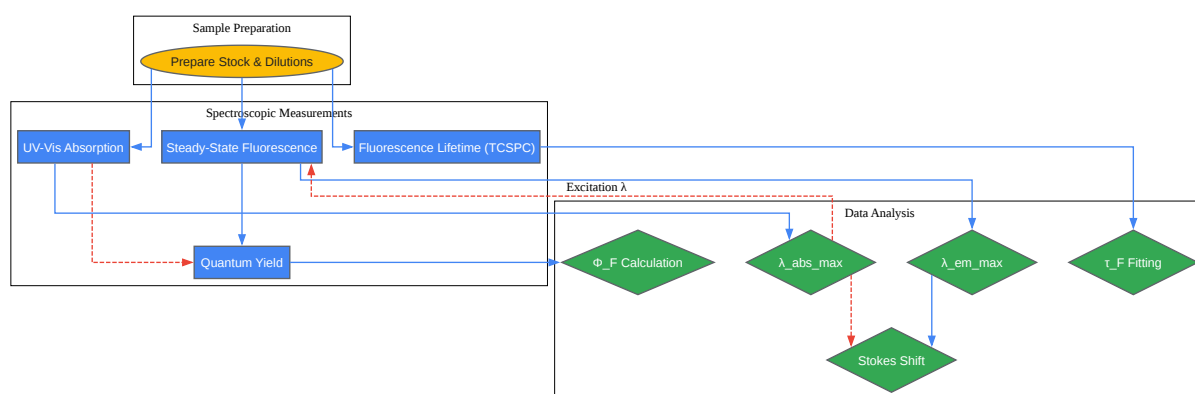 Sample Preparation
Prepare Stock & Dilutions
Spectroscopic Measurements
UV-Vis Absorption
Steady-State Fluorescence
Fluorescence Lifetime (TCSPC)
Excitation λ
Data Analysis
Quantum Yield
Φ_F Calculation
λ_abs_max
λ_em_max
τ_F Fitting
Stokes Shift